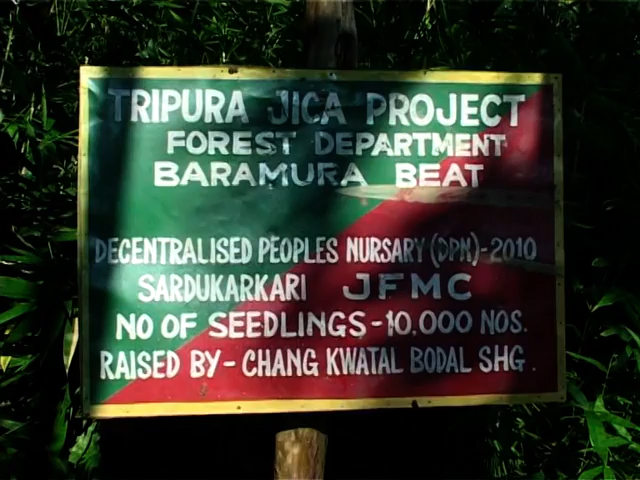 TRIPURA JICA PROJECT
FOREST DEPARTMENT
BARAMURA BEAT
DECENTRALISED PEOPLES NURSARY (DPN)-2010
SARDUKARKARI JFMC
NO OF SEEDLINGS-10,000 NOS.
RAISED BY- CHANG KWATAL BODAL SHG.